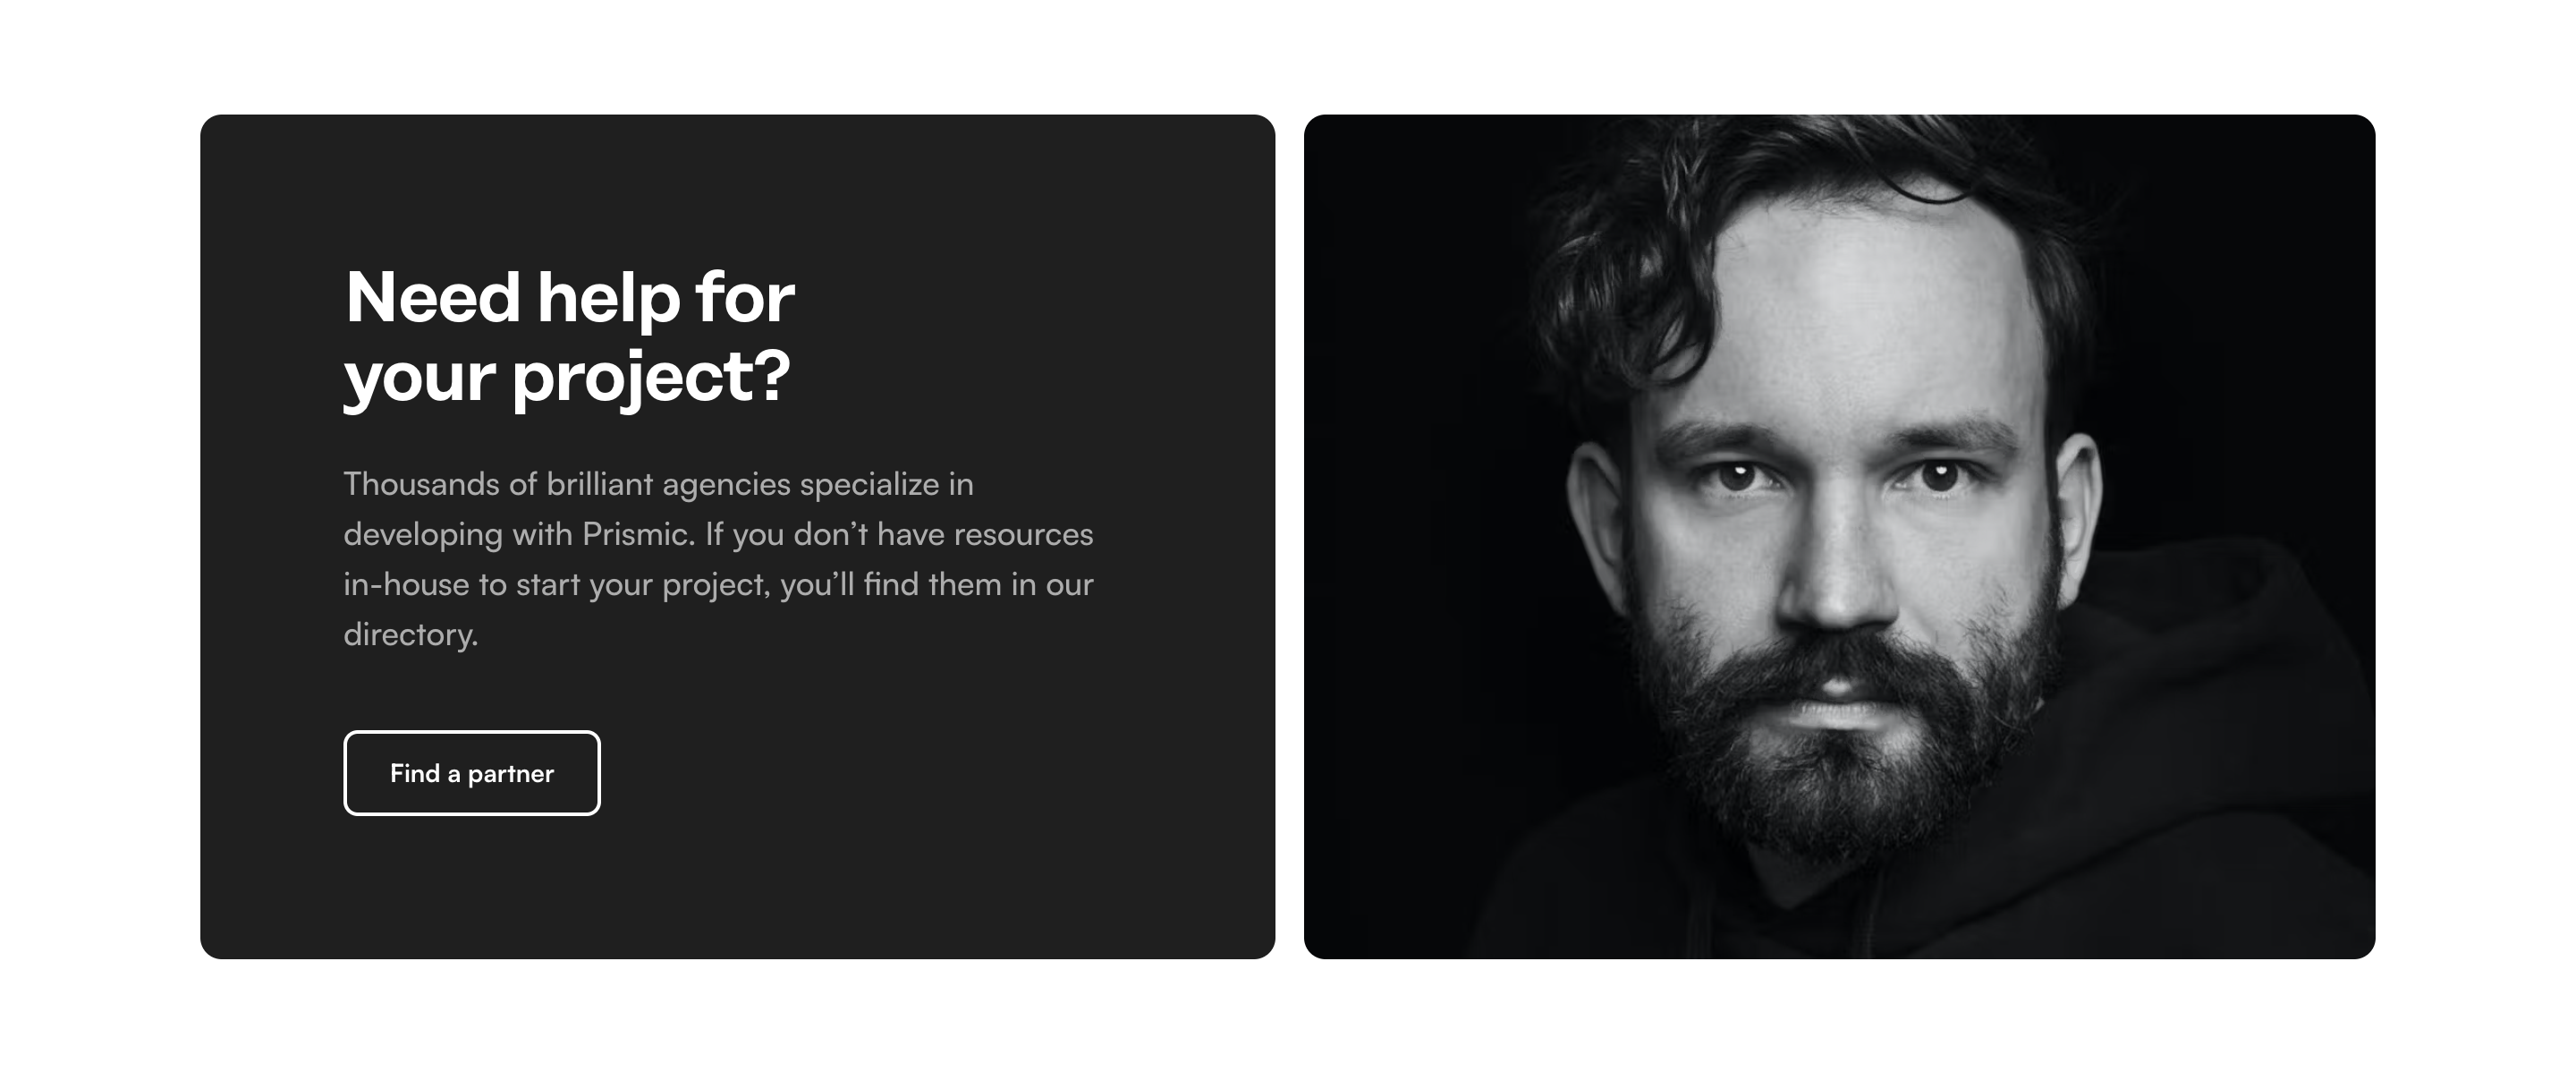 Need help for
your project?
Thousands of brilliant agencies specialize in
developing with Prismic. If you don’t have resources
in-house to start your project, you’ll find them in our
directory.
Find a partner